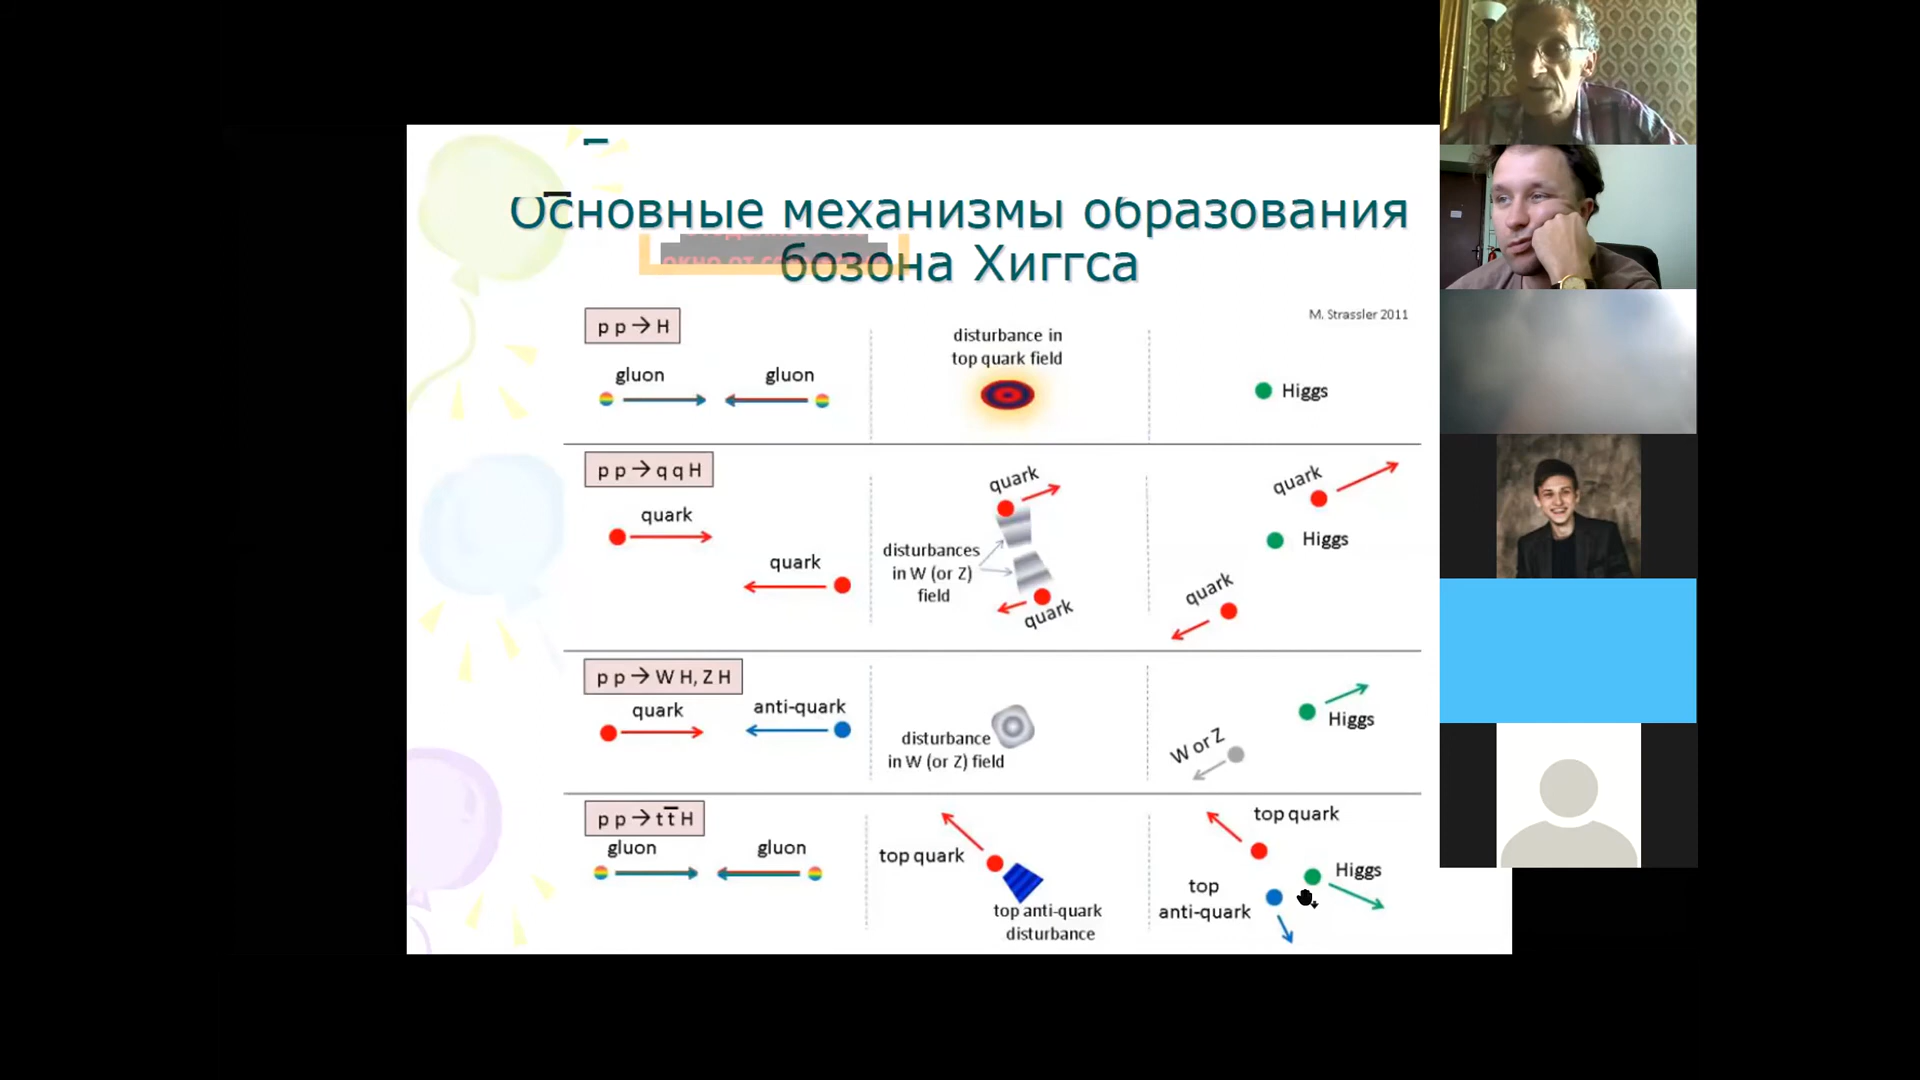 Основные механизмы образования
бозона Хиггса
M. Strassler 2011
p p → H
gluon
gluon
disturbance in
top quark field
Higgs
p p → q q H
quark
quark
quark
disturbances
in W (or Z)
field
quark
quark
Higgs
quark
p p → W H, Z H
quark
anti-quark
disturbance
in W (or Z) field
W or Z
Higgs
p p → t t̅ H
gluon
gluon
top quark
top anti-quark
disturbance
top quark
Higgs
top
anti-quark